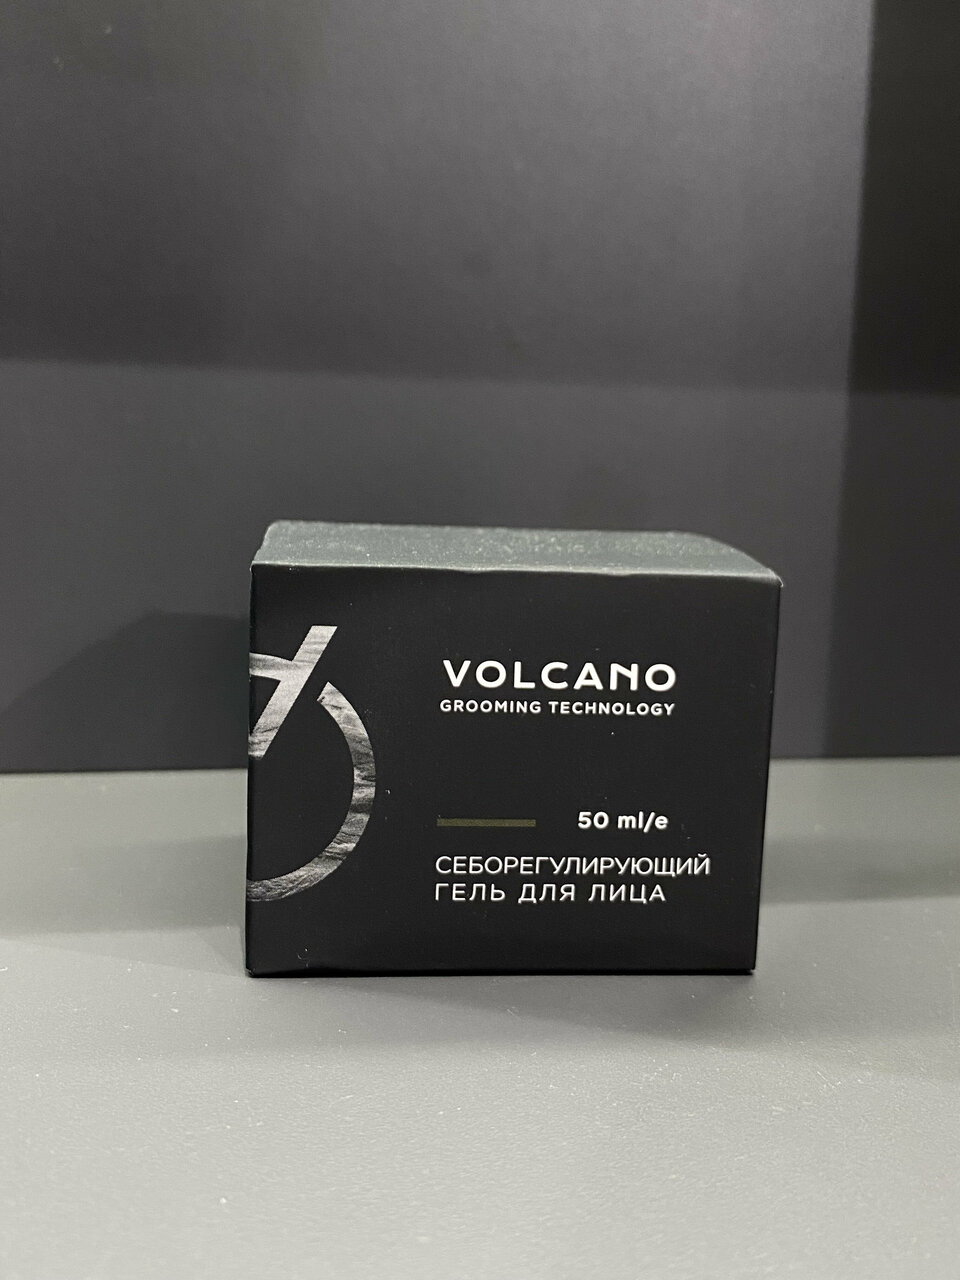 VOLCANO
GROOMING TECHNOLOGY
50 ml/e
СЕБОРЕГУЛИРУЮЩИЙ
ГЕЛЬ ДЛЯ ЛИЦА